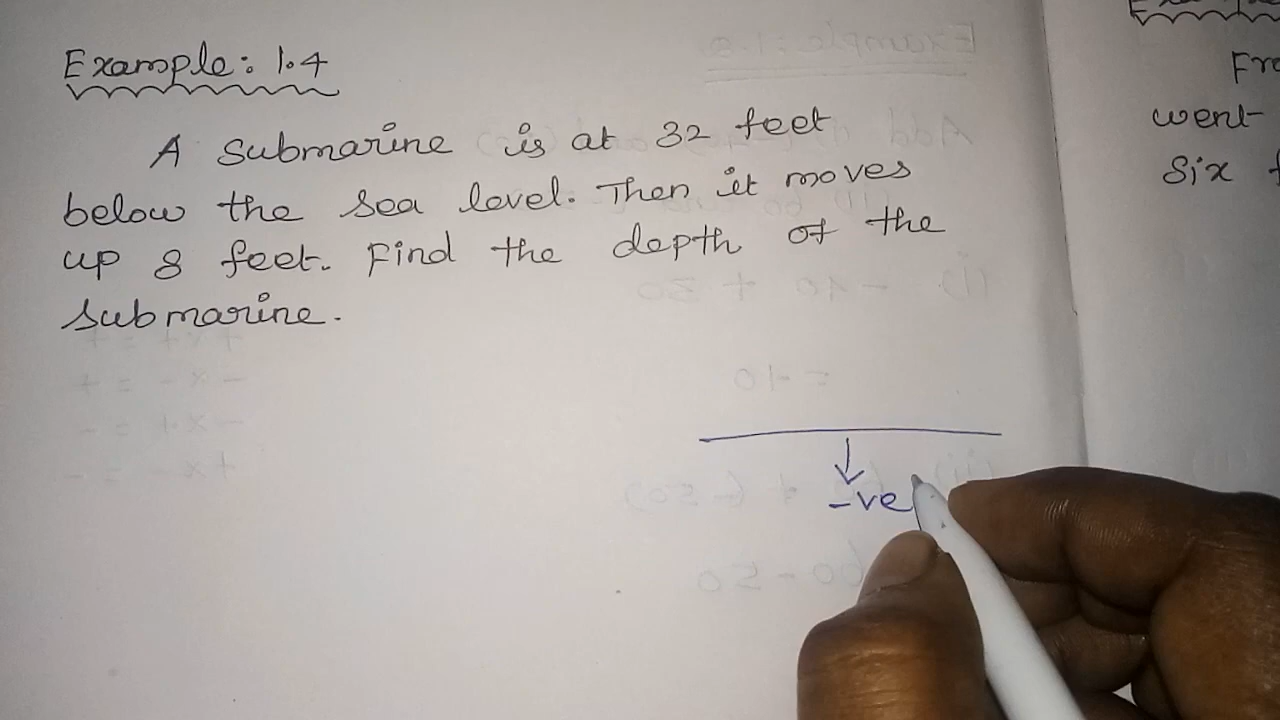 Example: 1.4
A submarine is at 32 feet
below the sea level. Then it moves
up 8 feet. Find the depth of the
submarine.
-ve
Fro
went
Six